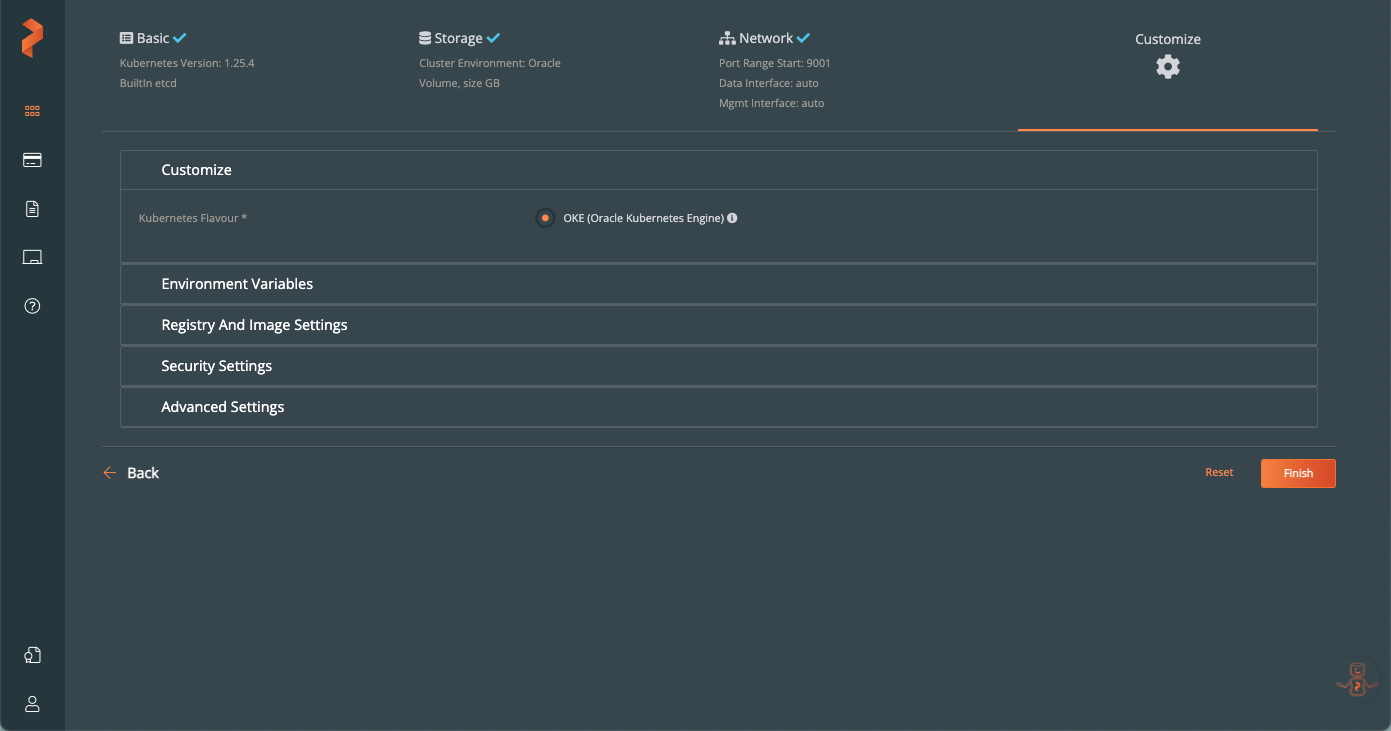 Basic
Kubernetes Version: 1.25.4
BuiltIn etcd
Storage
Cluster Environment: Oracle
Volume, size GB
Network
Port Range Start: 9001
Data Interface: auto
Mgmt Interface: auto
Customize
Customize
Kubernetes Flavour *
OKE (Oracle Kubernetes Engine)
Environment Variables
Registry And Image Settings
Security Settings
Advanced Settings
Back
Reset
Finish